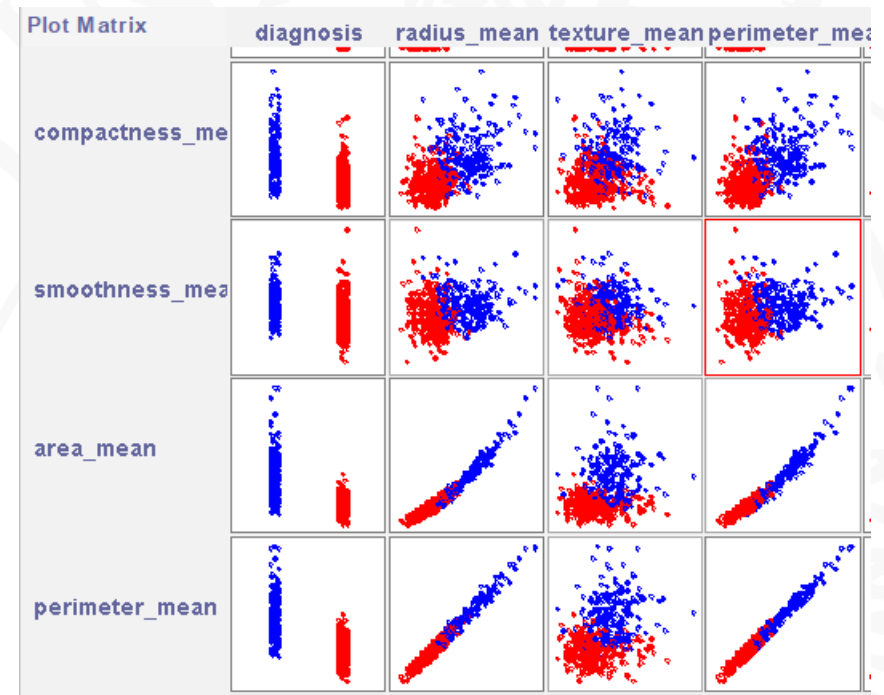 Plot Matrix
diagnosis radius_mean texture_mean perimeter_mea
compactness_me
smoothness_mea
area_mean
perimeter_mean